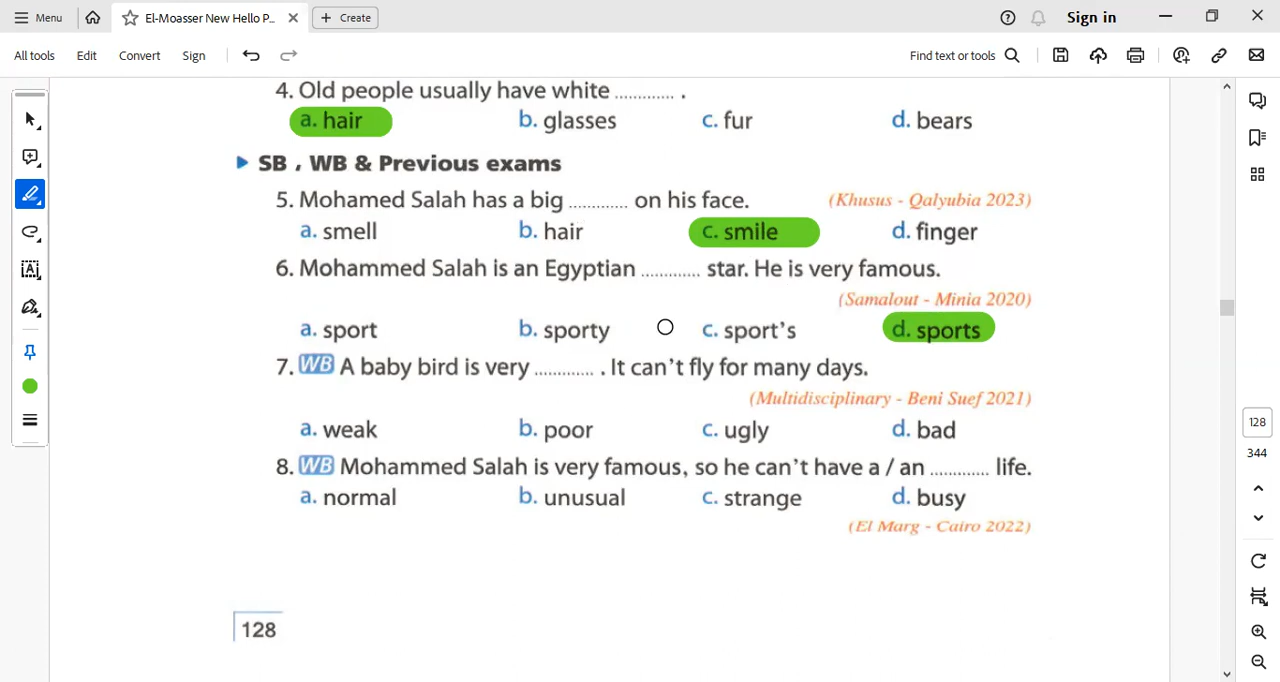 Menu El-Moasser New Hello P... Create Sign in
All tools Edit Convert Sign Find text or tools
4. Old people usually have white ............. .
a. hair b. glasses c. fur d. bears
SB , WB & Previous exams
5. Mohamed Salah has a big ............ on his face. (Khusus - Qalyubia 2023)
a. smell b. hair c. smile d. finger
6. Mohammed Salah is an Egyptian ............ star. He is very famous.
(Samalout - Minia 2020)
a. sport b. sporty c. sport's d. sports
7. WB A baby bird is very ............ . It can't fly for many days.
(Multidisciplinary - Beni Suef 2021)
a. weak b. poor c. ugly d. bad
8. WB Mohammed Salah is very famous, so he can't have a / an ............ life.
a. normal b. unusual c. strange d. busy
(El Marg - Cairo 2022)
128
128
344